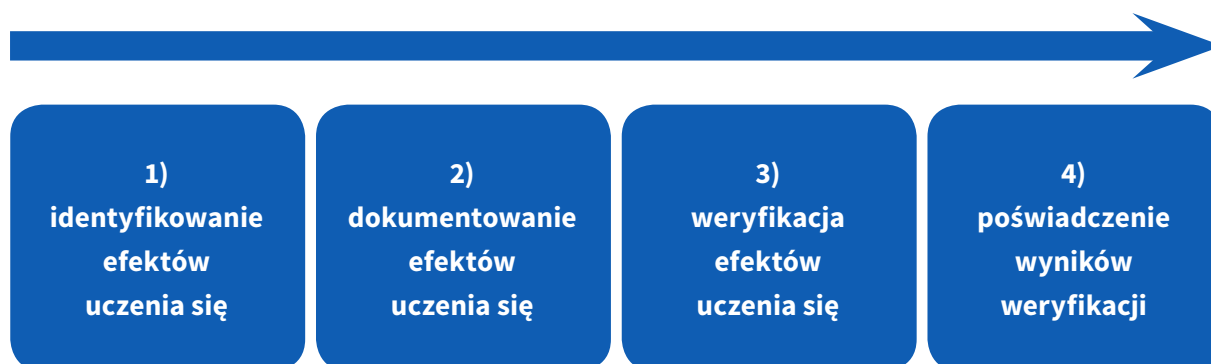 1)
identyfikowanie
efektów
uczenia się
2)
dokumentowanie
efektów
uczenia się
3)
weryfikacja
efektów
uczenia się
4)
poświadczenie
wyników
weryfikacji